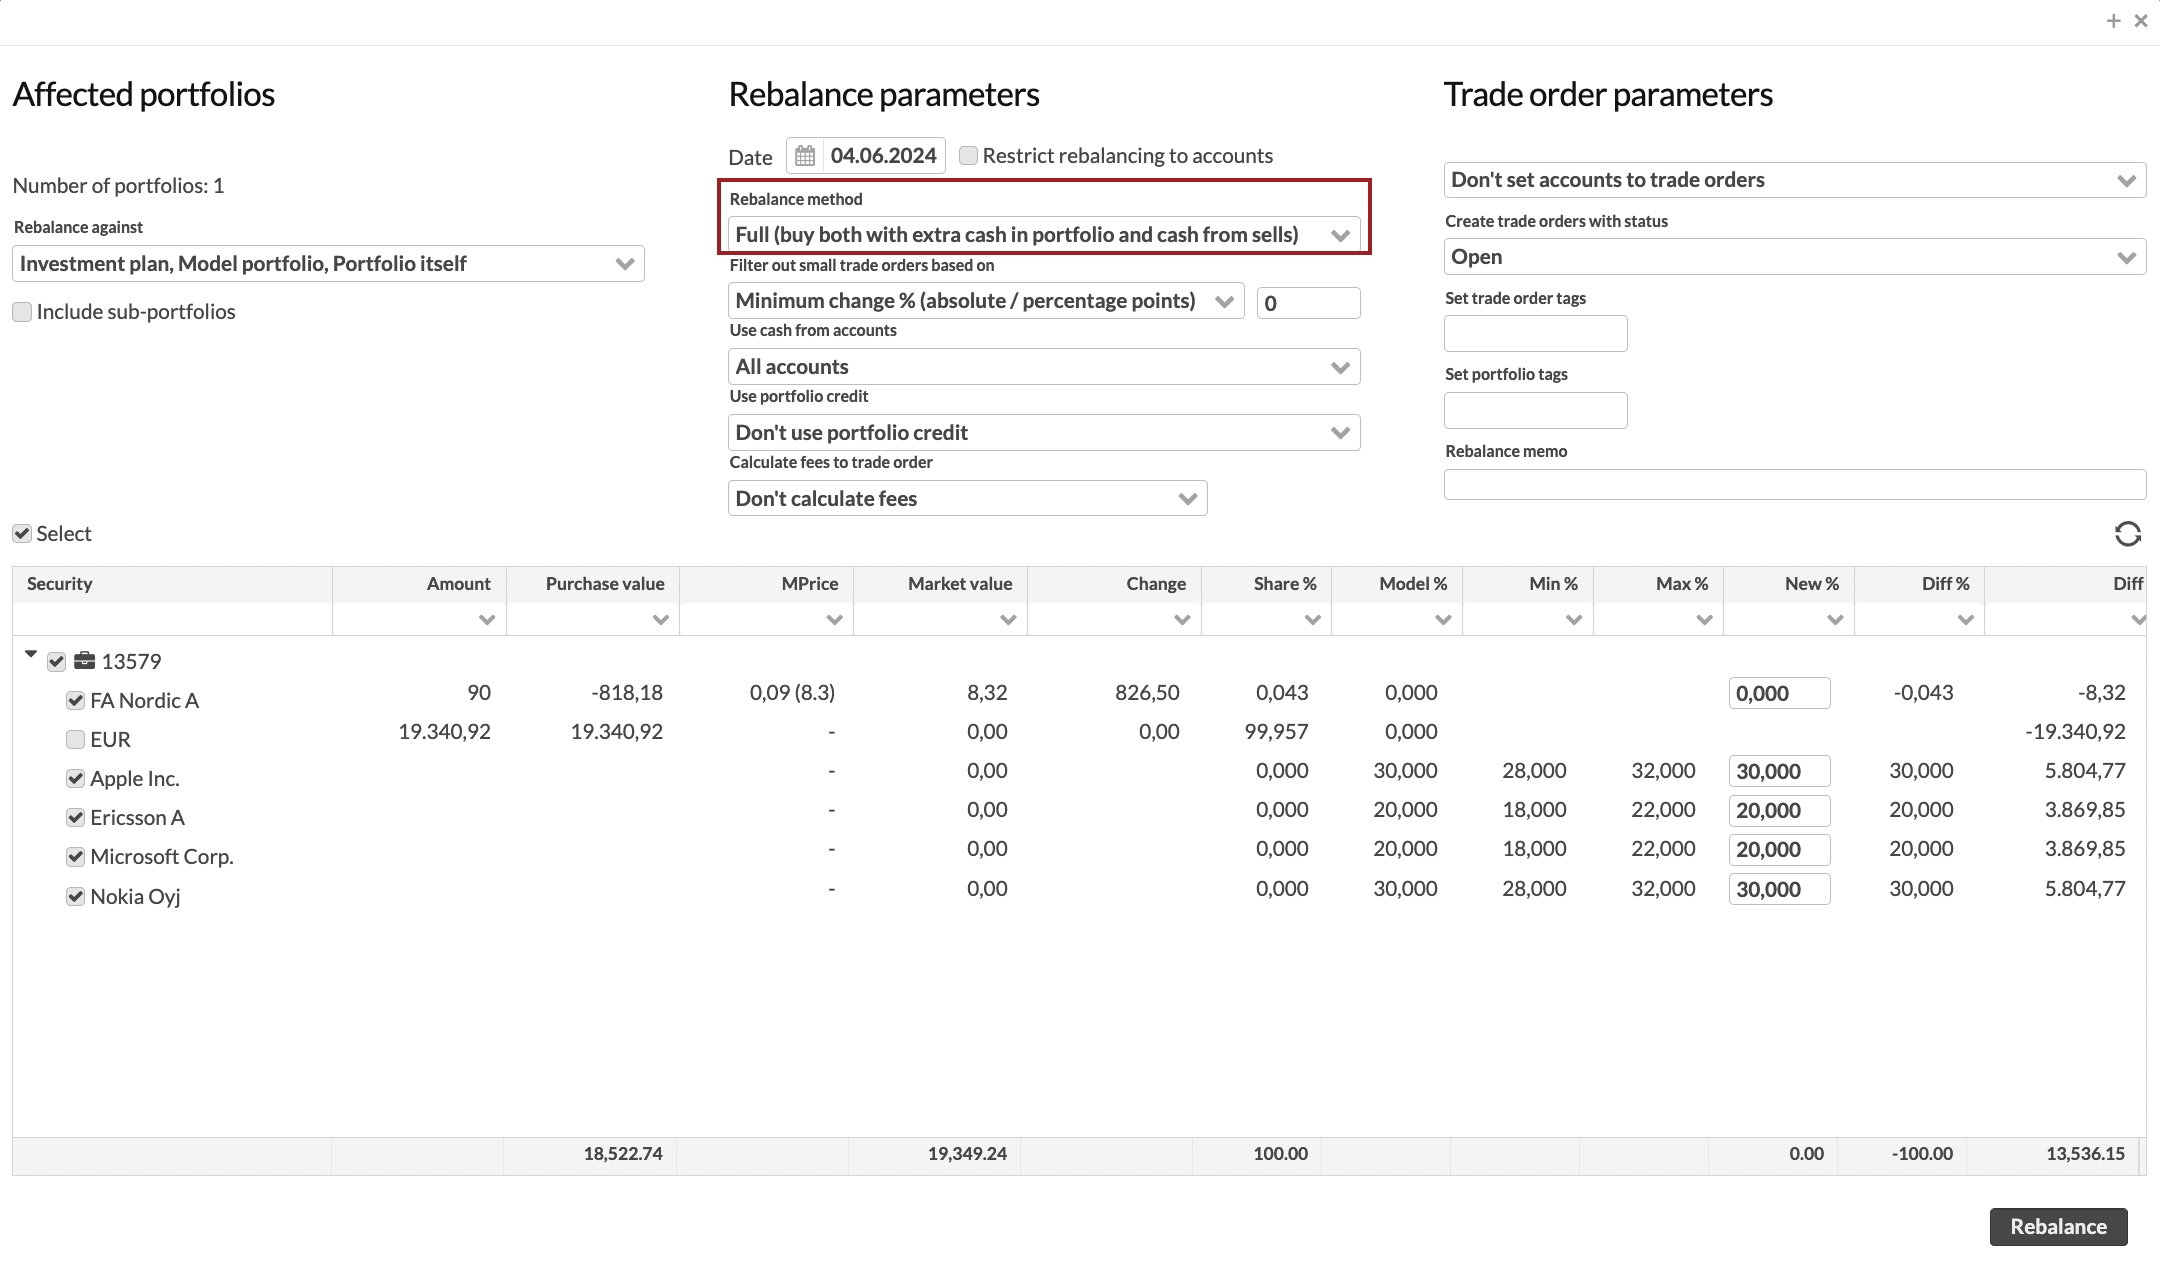 Affected portfolios
Number of portfolios: 1
Rebalance against
Investment plan, Model portfolio, Portfolio itself
Include sub-portfolios
Rebalance parameters
Date 04.06.2024 Restrict rebalancing to accounts
Rebalance method
Full (buy both with extra cash in portfolio and cash from sells)
Filter out small trade orders based on
Minimum change % (absolute / percentage points) 0
Use cash from accounts
All accounts
Use portfolio credit
Don't use portfolio credit
Calculate fees to trade order
Don't calculate fees
Trade order parameters
Don't set accounts to trade orders
Create trade orders with status
Open
Set trade order tags
Set portfolio tags
Rebalance memo
Select
Security Amount Purchase value MPrice Market value Change Share % Model % Min % Max % New % Diff % Diff
13579
FA Nordic A 90 -818,18 0,09 (8.3) 8,32 826,50 0,043 0,000 0,000 -0,043 -8,32
EUR 19.340,92 19.340,92 - 0,00 0,00 99,957 0,000 -19.340,92
Apple Inc. - 0,00 0,000 30,000 28,000 32,000 30,000 30,000 5.804,77
Ericsson A - 0,00 0,000 20,000 18,000 22,000 20,000 20,000 3.869,85
Microsoft Corp. - 0,00 0,000 20,000 18,000 22,000 20,000 20,000 3.869,85
Nokia Oyj - 0,00 0,000 30,000 28,000 32,000 30,000 30,000 5.804,77
18,522.74 19,349.24 100.00 0.00 -100.00 13,536.15
Rebalance